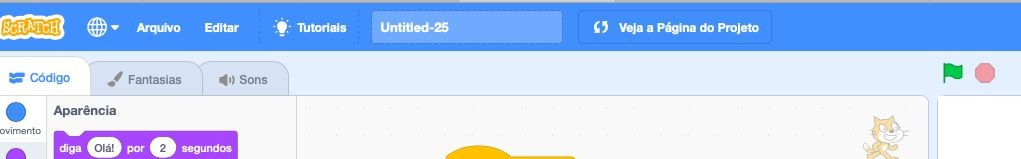 SCRATCH Arquivo Editar Tutoriais Untitled-25 Veja a Página do Projeto
Código Fantasias Sons
Aparência
ovimento
diga Olá! por 2 segundos